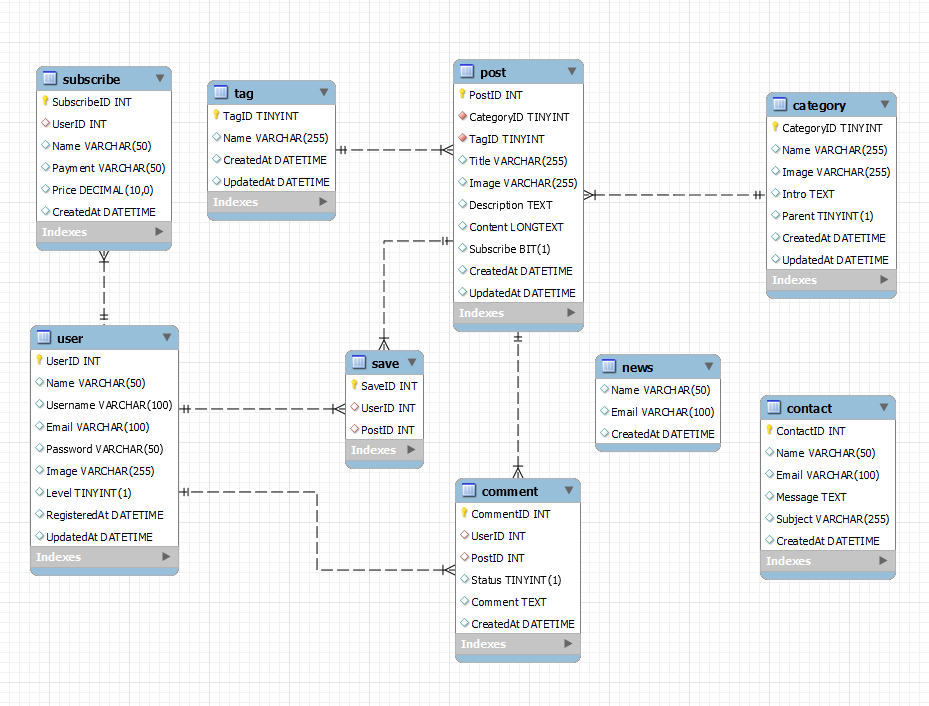 subscribe
SubscribeID INT
UserID INT
Name VARCHAR(50)
Payment VARCHAR(50)
Price DECIMAL(10,0)
CreatedAt DATETIME
Indexes
tag
TagID TINYINT
Name VARCHAR(255)
CreatedAt DATETIME
UpdatedAt DATETIME
Indexes
post
PostID INT
CategoryID TINYINT
TagID TINYINT
Title VARCHAR(255)
Image VARCHAR(255)
Description TEXT
Content LONGTEXT
Subscribe BIT(1)
CreatedAt DATETIME
UpdatedAt DATETIME
Indexes
category
CategoryID TINYINT
Name VARCHAR(255)
Image VARCHAR(255)
Intro TEXT
Parent TINYINT(1)
CreatedAt DATETIME
UpdatedAt DATETIME
Indexes
user
UserID INT
Name VARCHAR(50)
Username VARCHAR(100)
Email VARCHAR(100)
Password VARCHAR(50)
Image VARCHAR(255)
Level TINYINT(1)
RegisteredAt DATETIME
UpdatedAt DATETIME
Indexes
save
SaveID INT
UserID INT
PostID INT
Indexes
news
Name VARCHAR(50)
Email VARCHAR(100)
CreatedAt DATETIME
Indexes
contact
ContactID INT
Name VARCHAR(50)
Email VARCHAR(100)
Message TEXT
Subject VARCHAR(255)
CreatedAt DATETIME
Indexes
comment
CommentID INT
UserID INT
PostID INT
Status TINYINT(1)
Comment TEXT
CreatedAt DATETIME
Indexes